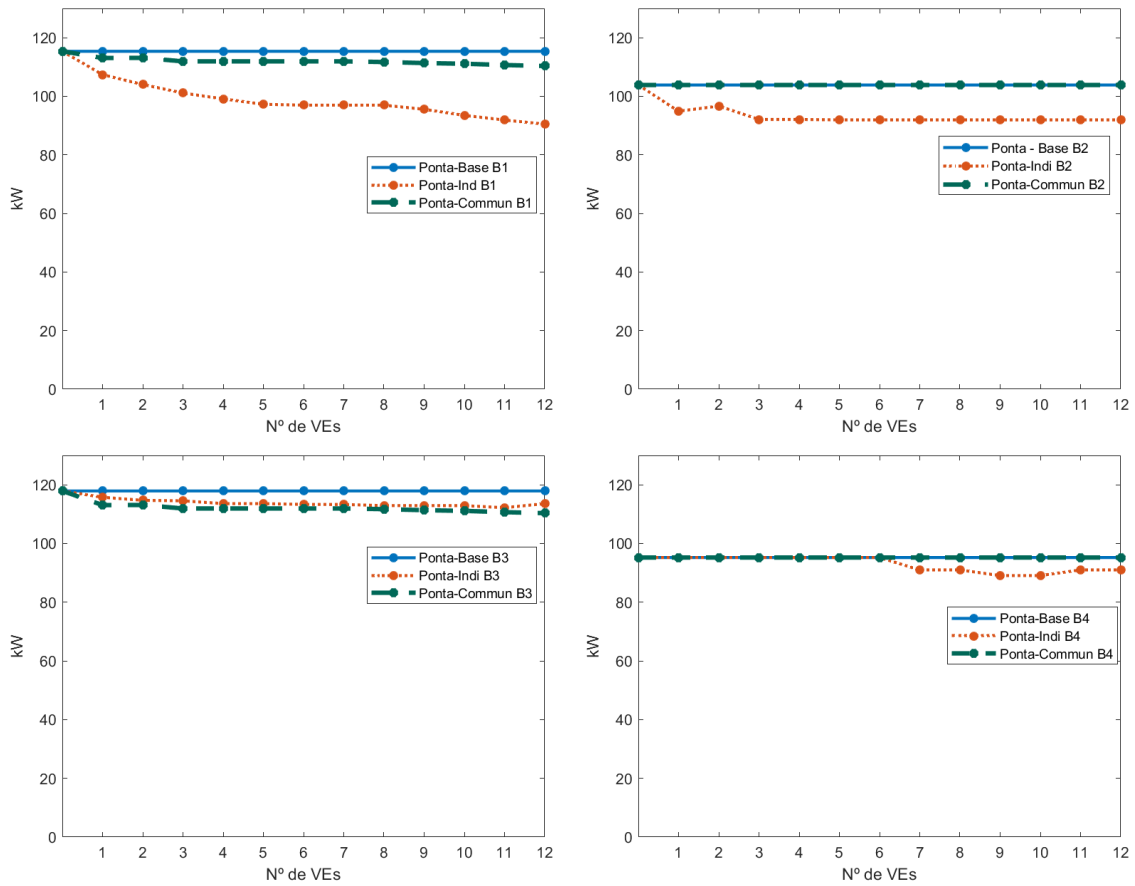 120
100
80
60
40
20
0
kW
1 2 3 4 5 6 7 8 9 10 11 12
Nº de VEs
Ponta-Base B1
Ponta-Ind B1
Ponta-Commun B1
120
100
80
60
40
20
0
kW
1 2 3 4 5 6 7 8 9 10 11 12
Nº de VEs
Ponta - Base B2
Ponta-Indi B2
Ponta-Commun B2
120
100
80
60
40
20
0
kW
1 2 3 4 5 6 7 8 9 10 11 12
Nº de VEs
Ponta-Base B3
Ponta-Indi B3
Ponta-Commun B3
120
100
80
60
40
20
0
kW
1 2 3 4 5 6 7 8 9 10 11 12
Nº de VEs
Ponta-Base B4
Ponta-Indi B4
Ponta-Commun B4